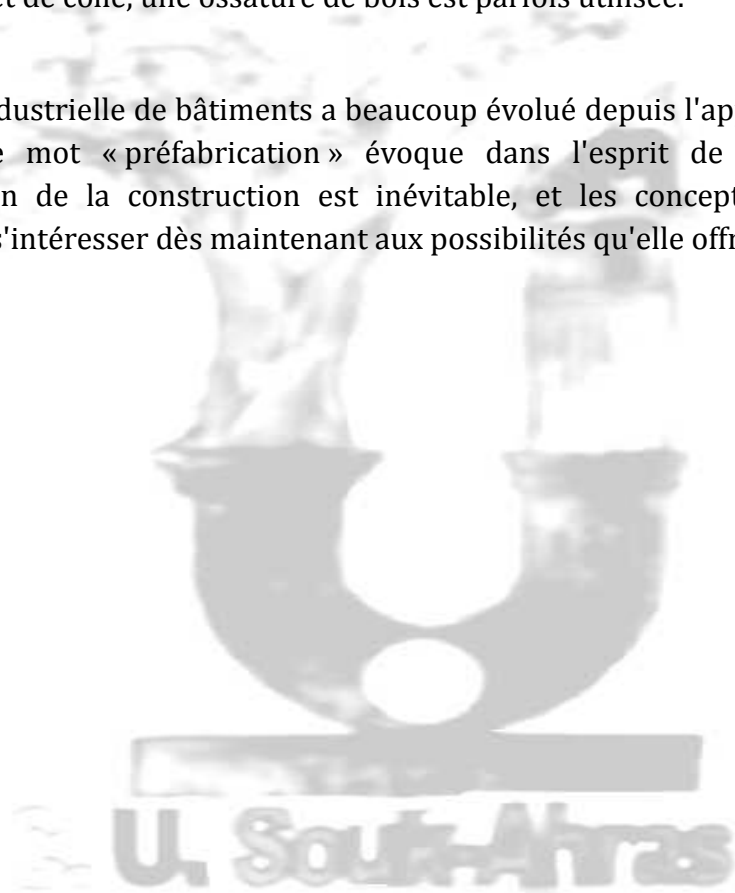 et de colle, une ossature de bois est parfois utilisée.
dustrielle de bâtiments a beaucoup évolué depuis l'ap
e mot « préfabrication » évoque dans l'esprit de
n de la construction est inévitable, et les concept
s'intéresser dès maintenant aux possibilités qu'elle offr
U. Souk-Ahras